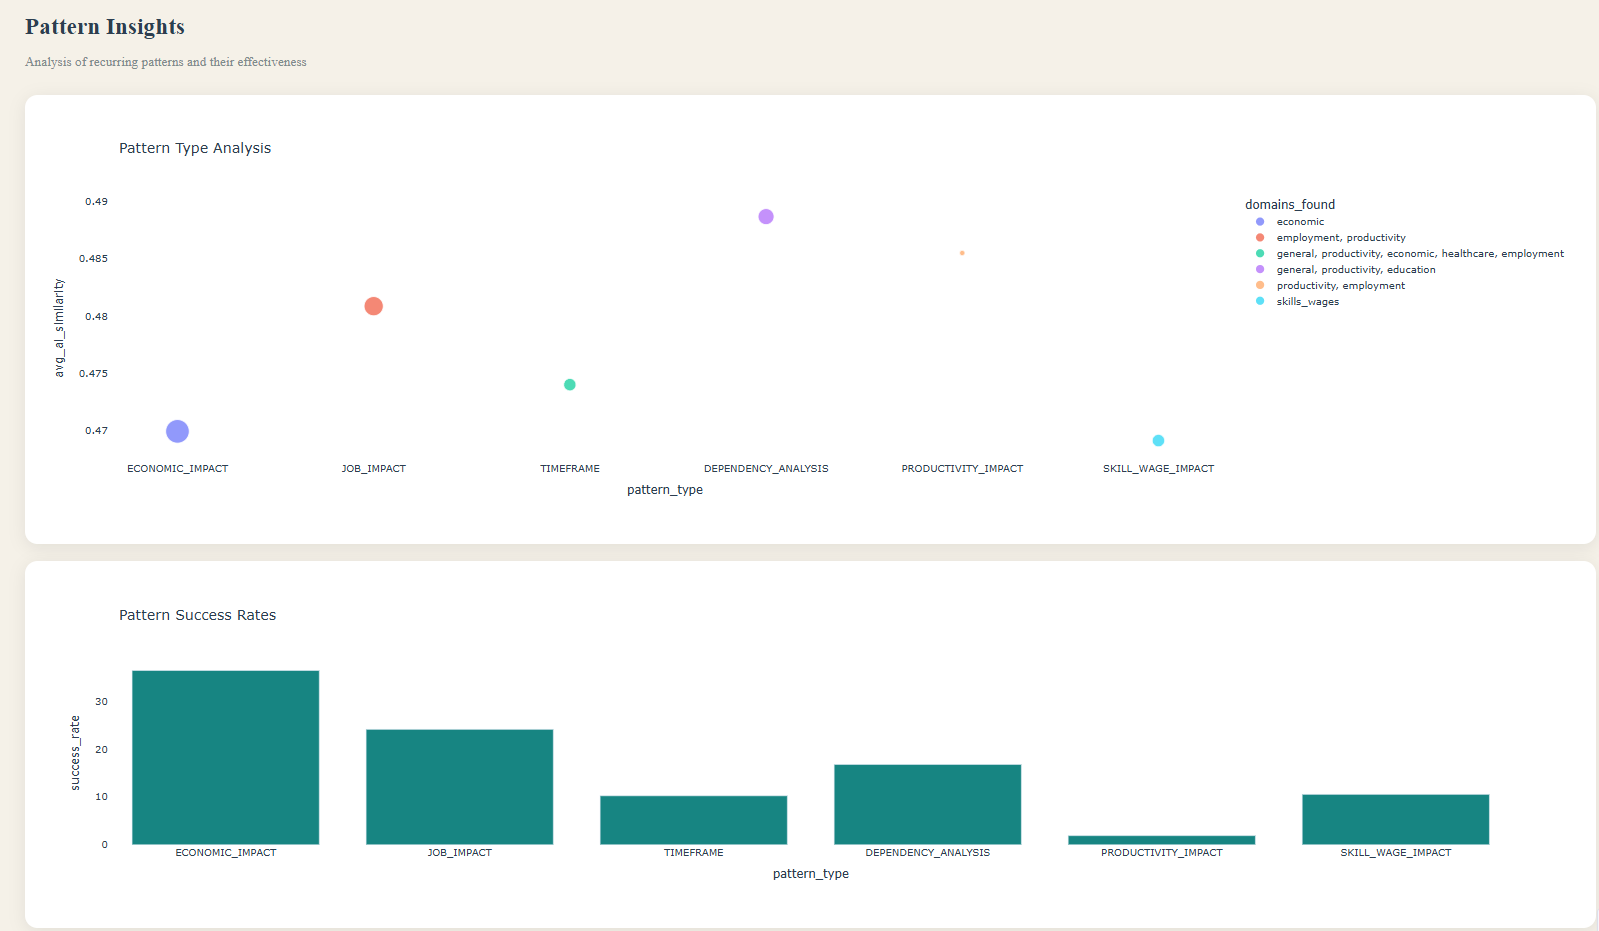 Pattern Insights
Analysis of recurring patterns and their effectiveness
Pattern Type Analysis
0.49
0.485
0.48
0.475
0.47
avg_ai_similarity
ECONOMIC_IMPACT
JOB_IMPACT
TIMEFRAME
DEPENDENCY_ANALYSIS
PRODUCTIVITY_IMPACT
SKILL_WAGE_IMPACT
pattern_type
domains_found
economic
employment, productivity
general, productivity, economic, healthcare, employment
general, productivity, education
productivity, employment
skills_wages
Pattern Success Rates
30
20
10
0
success_rate
ECONOMIC_IMPACT
JOB_IMPACT
TIMEFRAME
DEPENDENCY_ANALYSIS
PRODUCTIVITY_IMPACT
SKILL_WAGE_IMPACT
pattern_type